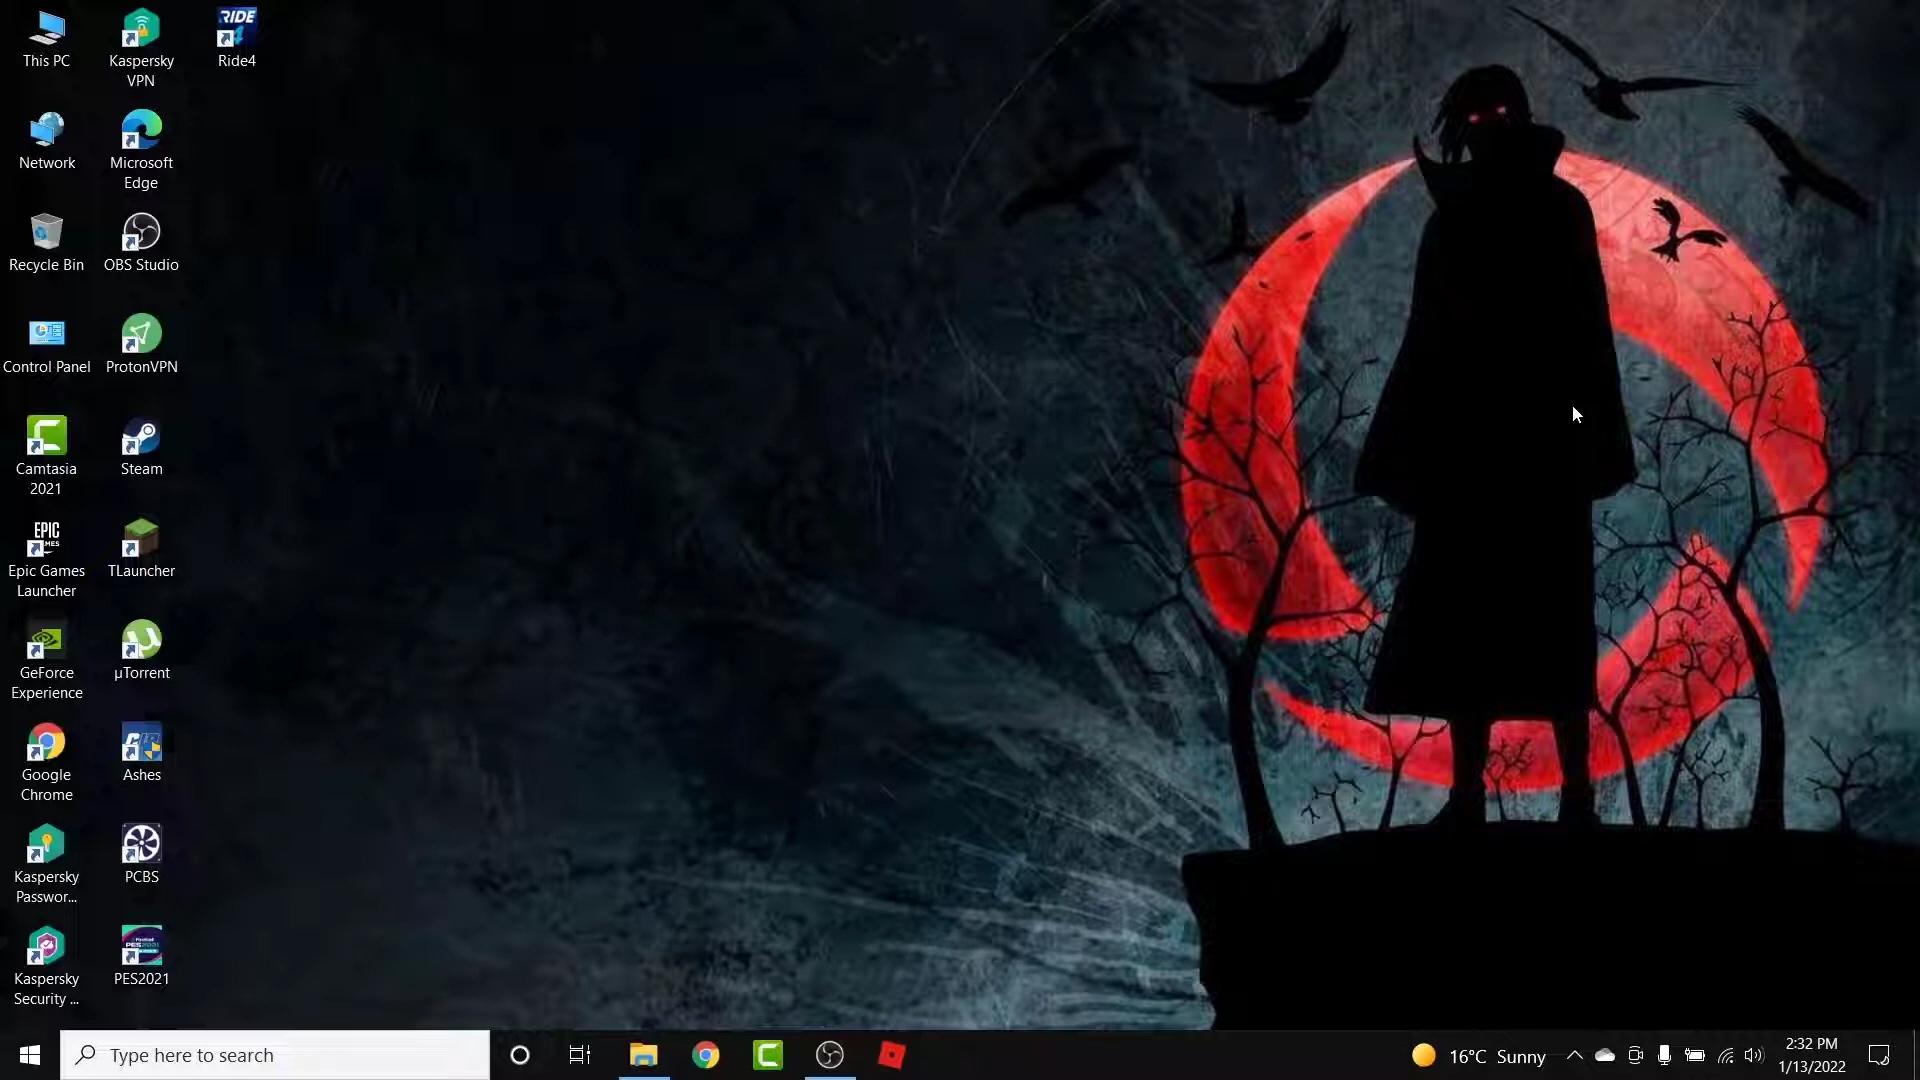 This PC
Kaspersky
VPN
RIDE
4
Ride4
Network
Microsoft
Edge
Recycle Bin
OBS Studio
Control Panel
ProtonVPN
Camtasia
2021
Steam
EPIC
Epic Games
Launcher
TLauncher
GeForce
Experience
µTorrent
Google
Chrome
Ashes
Kaspersky
Passwor...
PCBS
Kaspersky
Security ...
PES2021
PES2021
Type here to search
16°C Sunny
2:32 PM
1/13/2022